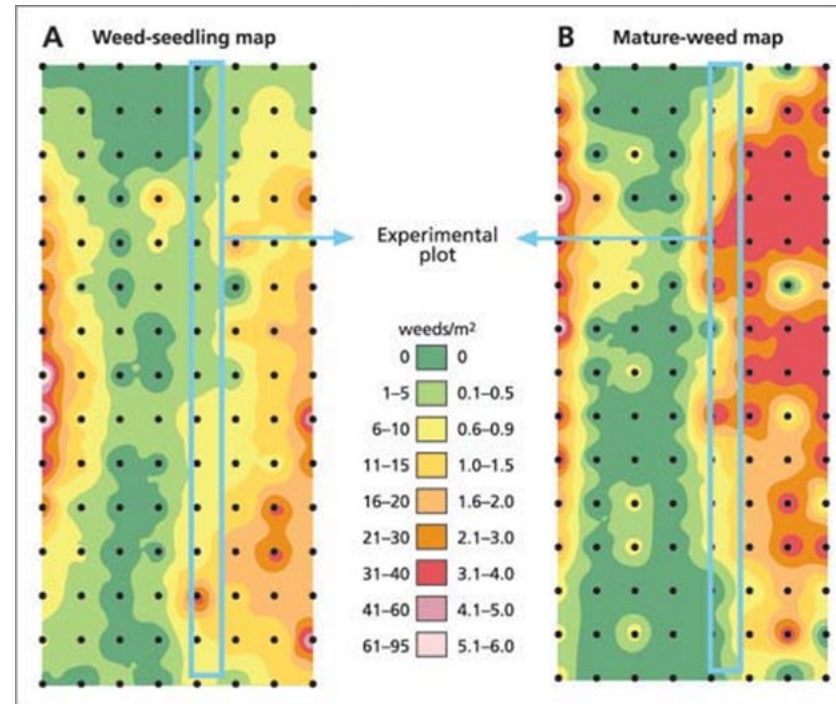 A Weed-seedling map
B Mature-weed map
Experimental
plot
weeds/m2
0 0
1–5 0.1–0.5
6–10 0.6–0.9
11–15 1.0–1.5
16–20 1.6–2.0
21–30 2.1–3.0
31–40 3.1–4.0
41–60 4.1–5.0
61–95 5.1–6.0